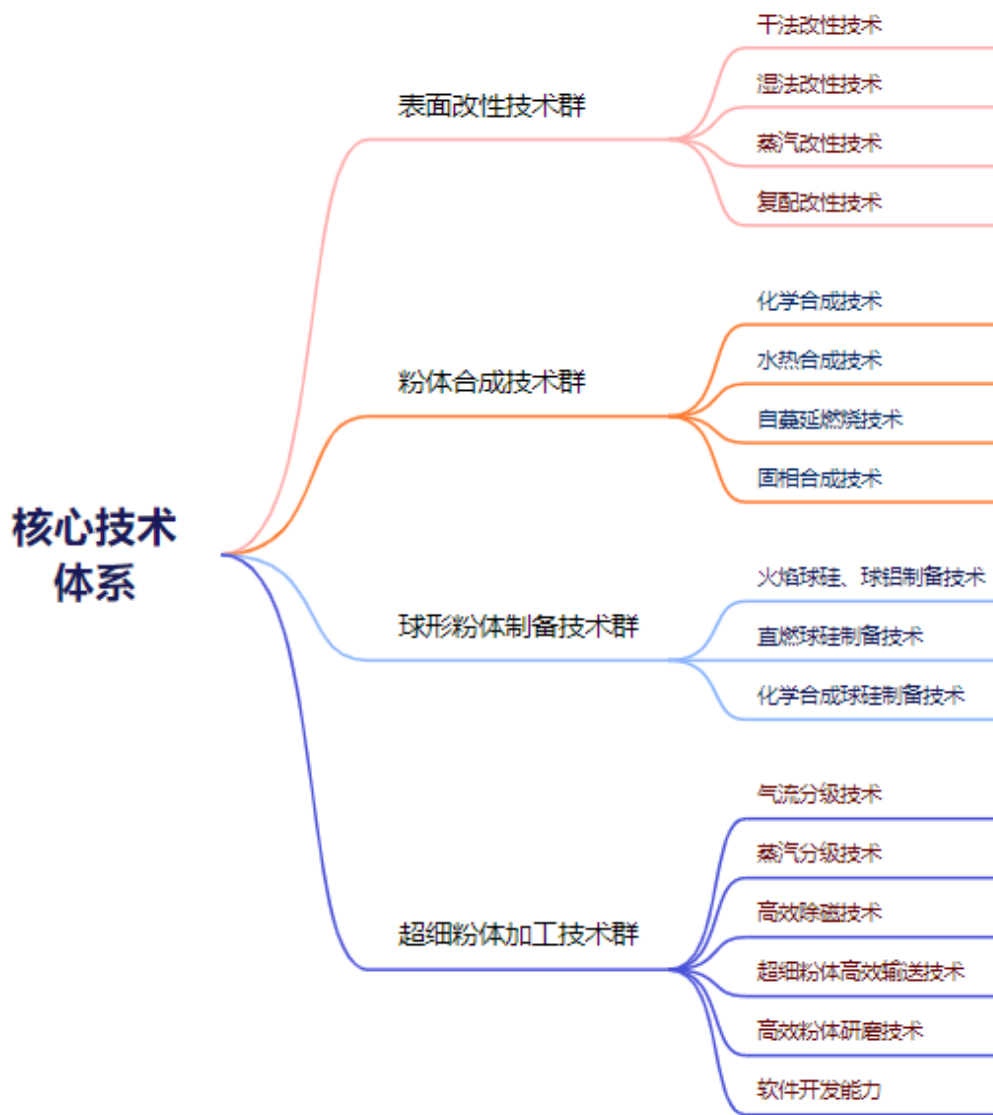 核心技术
体系
表面改性技术群
干法改性技术
湿法改性技术
蒸汽改性技术
复配改性技术
粉体合成技术群
化学合成技术
水热合成技术
自蔓延燃烧技术
固相合成技术
球形粉体制备技术群
火焰球硅、球铝制备技术
直燃球硅制备技术
化学合成球硅制备技术
超细粉体加工技术群
气流分级技术
蒸汽分级技术
高效除磁技术
超细粉体高效输送技术
高效粉体研磨技术
软件开发能力